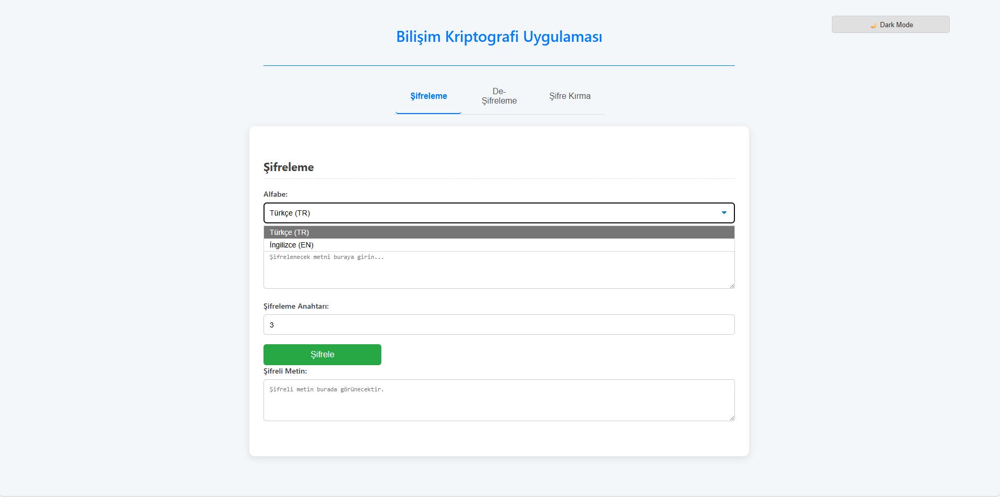 Dark Mode
Bilişim Kriptografi Uygulaması
Şifreleme
De-
Şifreleme
Şifre Kırma
Şifreleme
Alfabe:
Türkçe (TR)
Türkçe (TR)
İngilizce (EN)
Şifrelenecek metni buraya girin...
Şifreleme Anahtarı:
3
Şifrele
Şifreli Metin:
Şifreli metin burada görünecektir.